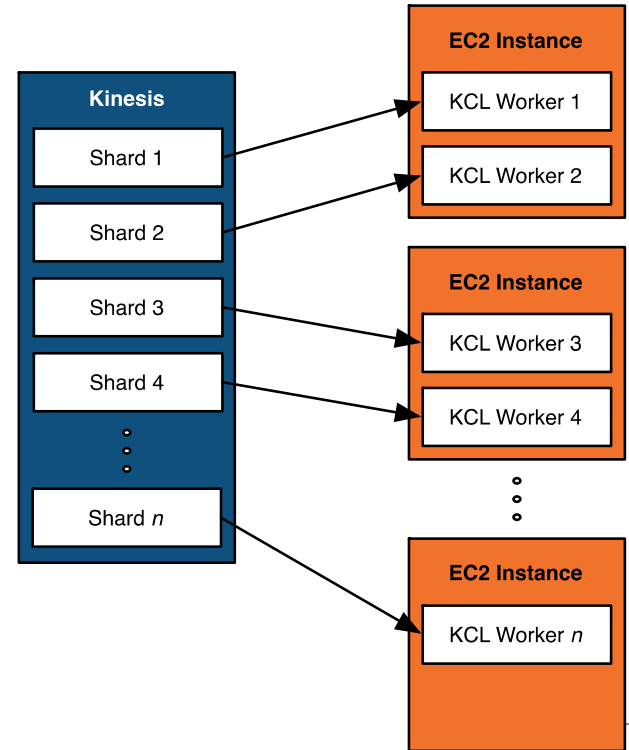 Kinesis
Shard 1
Shard 2
Shard 3
Shard 4
Shard n
EC2 Instance
KCL Worker 1
KCL Worker 2
EC2 Instance
KCL Worker 3
KCL Worker 4
EC2 Instance
KCL Worker n